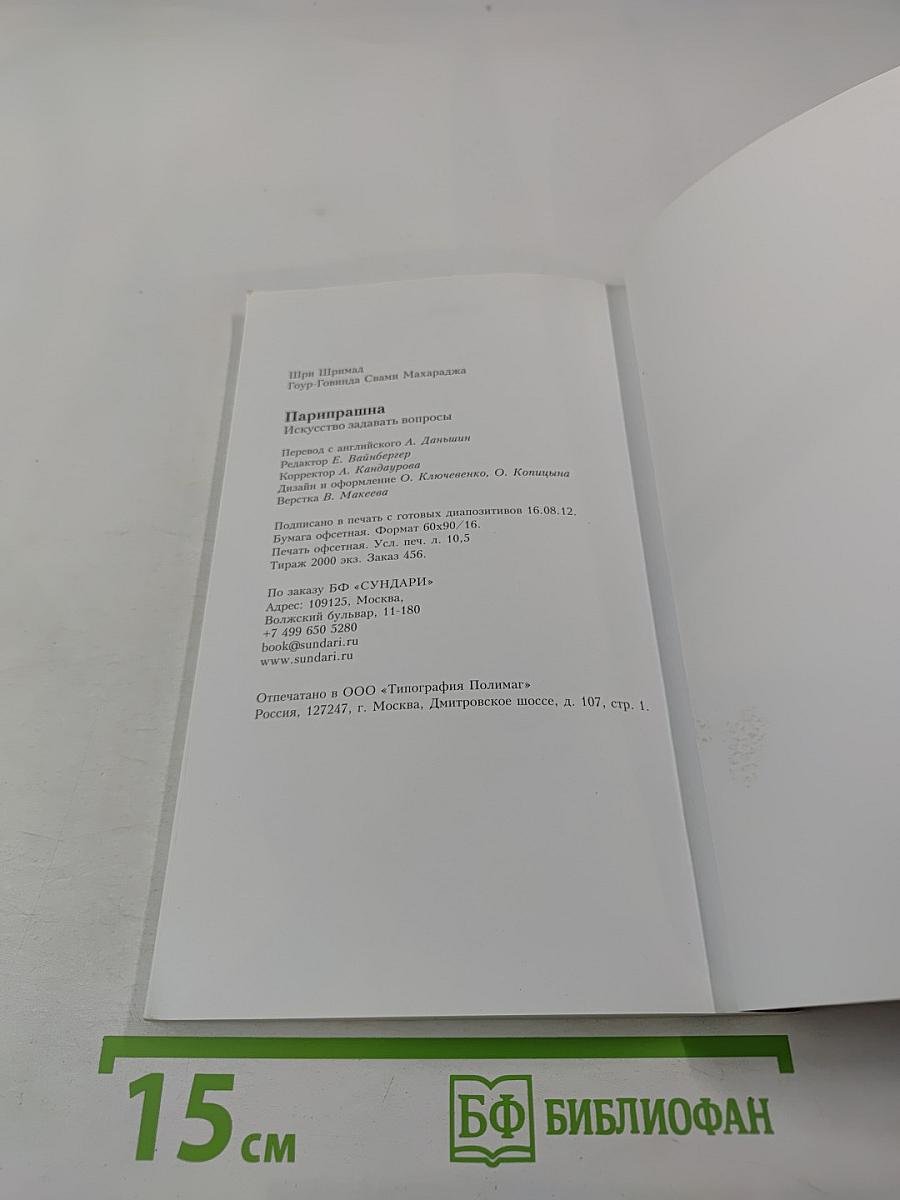 Шри Шримад
Гоур-Говинда Свами Махараджа
Парипрашна
Искусство задавать вопросы
Перевод с английского А. Даньшин
Редактор Е. Вайнбергер
Корректор А. Кандаурова
Дизайн и оформление О. Ключевенко, О. Копицына
Верстка В. Макеева
Подписано в печать с готовых диапозитивов 16.08.12.
Бумага офсетная. Формат 60х90/16.
Печать офсетная. Усл. печ. л. 10,5
Тираж 2000 экз. Заказ 456.
По заказу БФ «СУНДАРИ»
Адрес: 109125, Москва,
Волжский бульвар, 11-180
+7 499 650 5280
book@sundari.ru
www.sundari.ru
Отпечатано в ООО «Типография Полимаг»
Россия, 127247, г. Москва, Дмитровское шоссе, д. 107, стр. 1.
15 см
БФ БИБЛИОФАН